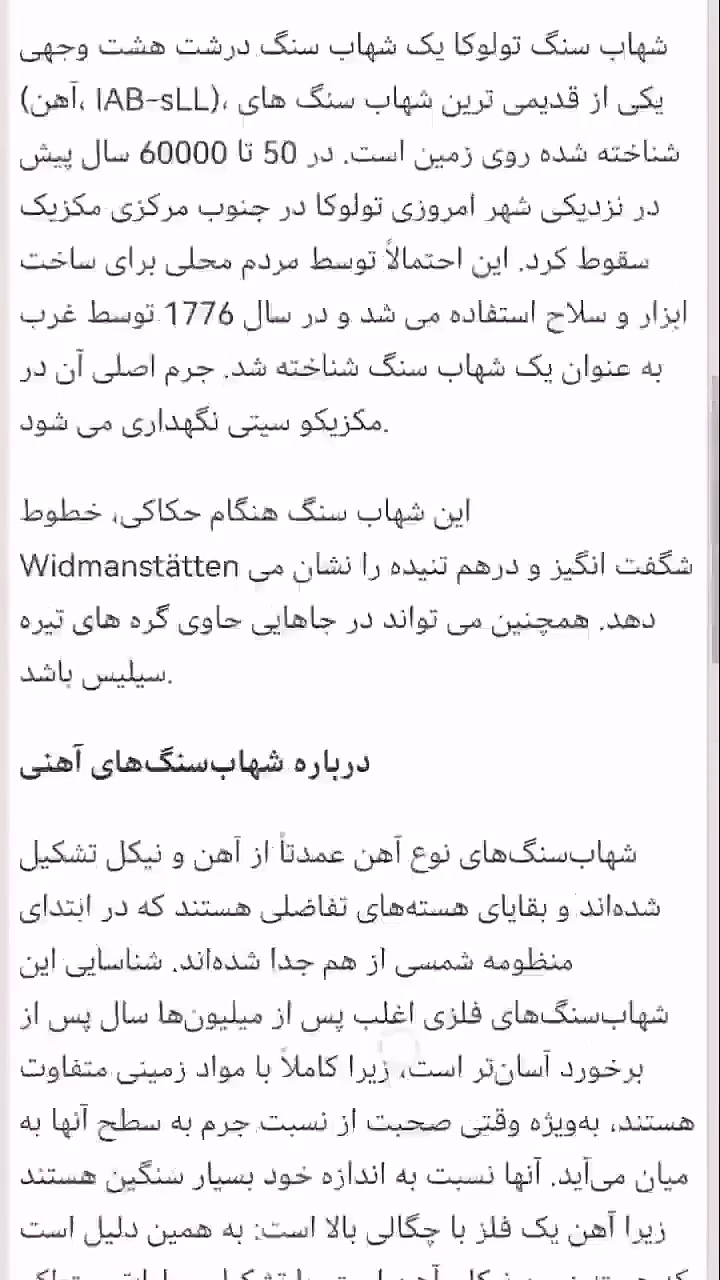 شهاب سنگ تولوکا یک شهاب سنگ درشت هشت وجهی
(آهن، IAB-sLL)، یکی از قدیمی ترین شهاب سنگ های
شناخته شده روی زمین است. در 50 تا 60000 سال پیش
در نزدیکی شهر امروزی تولوکا در جنوب مرکزی مکزیک
سقوط کرد. این احتمالاً توسط مردم محلی برای ساخت
ابزار و سلاح استفاده می شد و در سال 1776 توسط غرب
به عنوان یک شهاب سنگ شناخته شد. جرم اصلی آن در
مکزیکو سیتی نگهداری می شود.
این شهاب سنگ هنگام حکاکی، خطوط
Widmanstätten شگفت انگیز و درهم تنیده را نشان می
دهد. همچنین می تواند در جاهایی حاوی گره های تیره
سیلیس باشد.
درباره شهاب‌سنگ‌های آهنی
شهاب‌سنگ‌های نوع آهن عمدتاً از آهن و نیکل تشکیل
شده‌اند و بقایای هسته‌های تفاضلی هستند که در ابتدای
منظومه شمسی از هم جدا شده‌اند. شناسایی این
شهاب‌سنگ‌های فلزی اغلب پس از میلیون‌ها سال پس از
برخورد آسان‌تر است، زیرا کاملاً با مواد زمینی متفاوت
هستند، به‌ویژه وقتی صحبت از نسبت جرم به سطح آنها به
میان می‌آید. آنها نسبت به اندازه خود بسیار سنگین هستند
زیرا آهن یک فلز با چگالی بالا است: به همین دلیل است